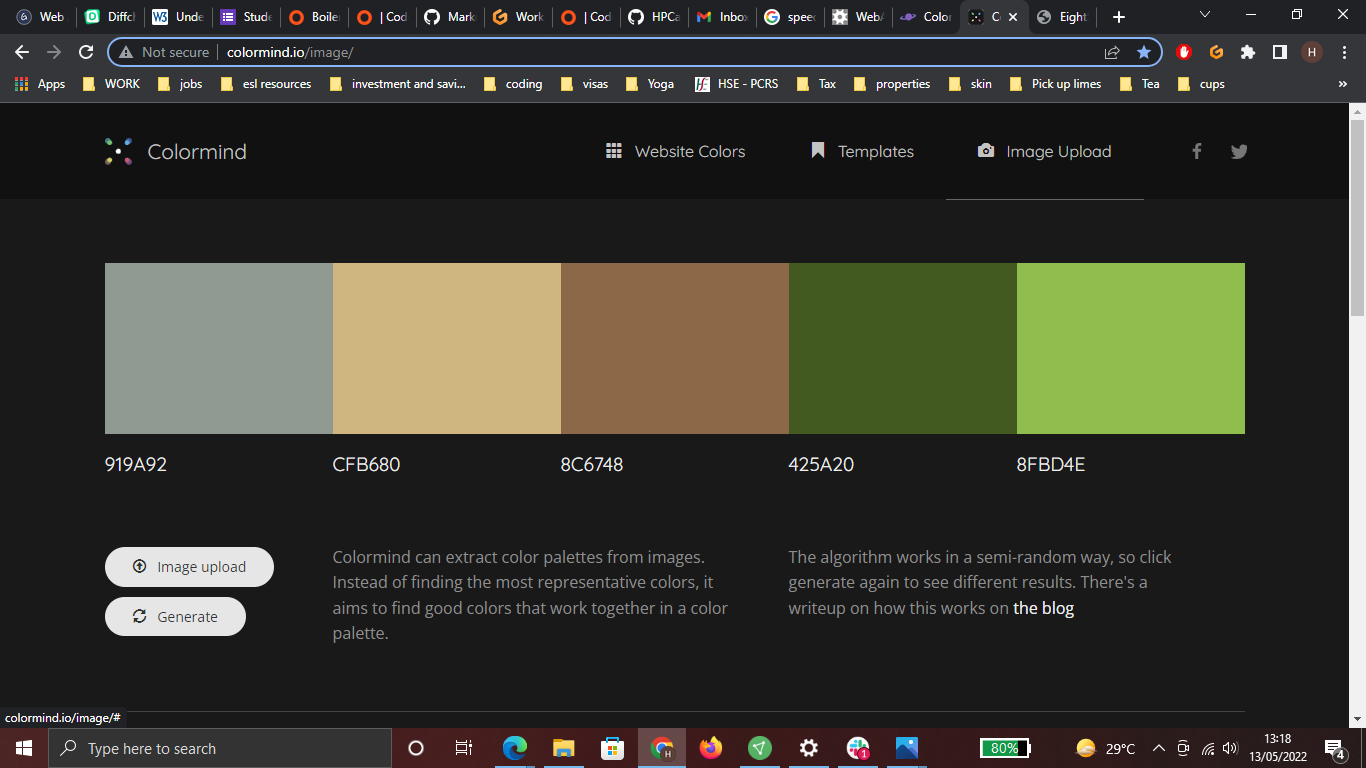 Web
Diffch
Unde
Stude
Boiler
| Cod
Mark
Work
| Cod
HPCa
Inbox
speed
WebA
Color
C
Eight
Not secure
colormind.io/image/
H
Apps
WORK
jobs
esl resources
investment and savi...
coding
visas
Yoga
HSE - PCRS
Tax
properties
skin
Pick up limes
Tea
cups
»
Colormind
Website Colors
Templates
Image Upload
919A92
CFB680
8C6748
425A20
8FBD4E
Image upload
Generate
Colormind can extract color palettes from images.
Instead of finding the most representative colors, it
aims to find good colors that work together in a color
palette.
The algorithm works in a semi-random way, so click
generate again to see different results. There's a
writeup on how this works on the blog
colormind.io/image/#
Type here to search
80%
29°C
13:18
13/05/2022
4